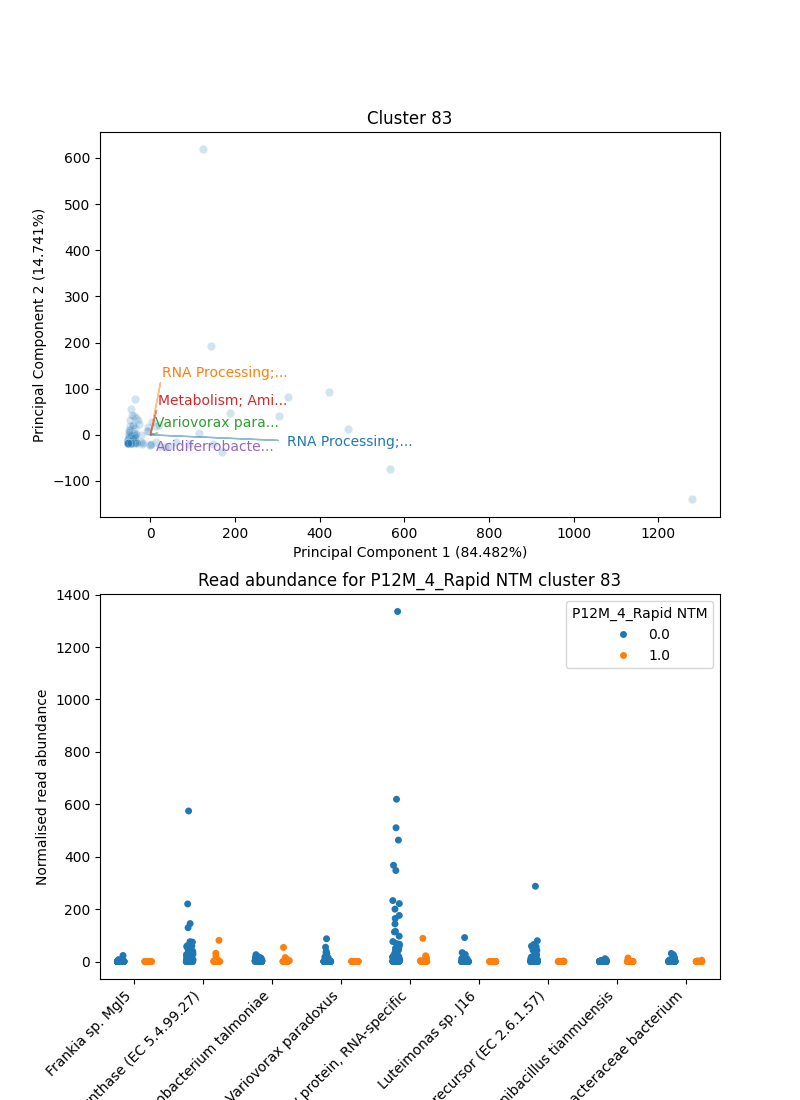 Cluster 83
600
500
400
300
200
100
0
−100
Principal Component 2 (14.741%)
RNA Processing;...
Metabolism; Ami...
Variovorax para...
RNA Processing;...
Acidiferrobacte...
0 200 400 600 800 1000 1200
Principal Component 1 (84.482%)
Read abundance for P12M_4_Rapid NTM cluster 83
1400
1200
1000
800
600
400
200
0
Normalised read abundance
P12M_4_Rapid NTM
0.0
1.0
Frankia sp. MgI5
nthase (EC 5.4.99.27)
obacterium talmoniae
Variovorax paradoxus
protein, RNA-specific
Luteimonas sp. J16
recursor (EC 2.6.1.57)
nibacillus tianmuensis
acteraceae bacterium